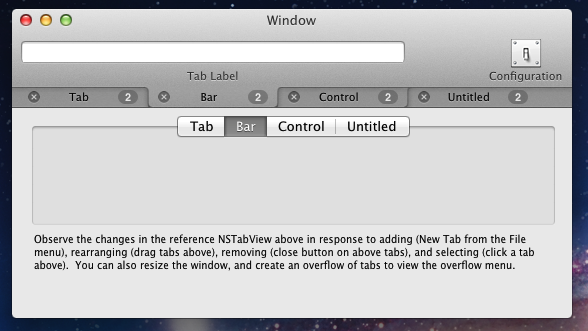 Window
Tab Label
Configuration
Tab 2 Bar 2 Control 2 Untitled 2
Tab Bar Control Untitled
Observe the changes in the reference NSTabView above in response to adding (New Tab from the File
menu), rearranging (drag tabs above), removing (close button on above tabs), and selecting (click a tab
above).  You can also resize the window, and create an overflow of tabs to view the overflow menu.